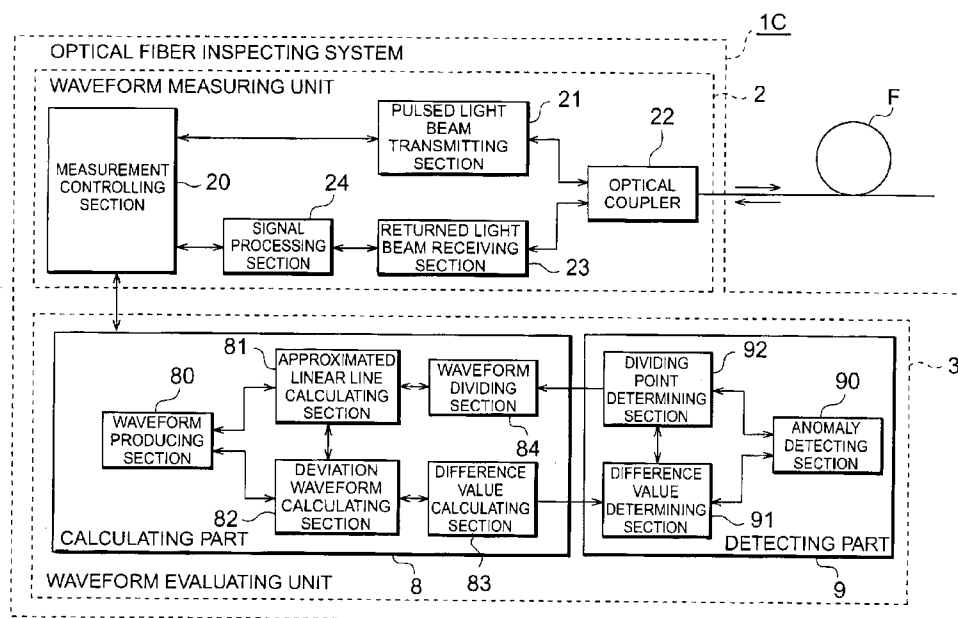 1C
OPTICAL FIBER INSPECTING SYSTEM
WAVEFORM MEASURING UNIT
2
MEASUREMENT
CONTROLLING
SECTION
20
PULSED LIGHT
BEAM
TRANSMITTING
SECTION
21
22
OPTICAL
COUPLER
F
24
SIGNAL
PROCESSING
SECTION
RETURNED LIGHT
BEAM RECEIVING
SECTION
23
3
81
APPROXIMATED
LINEAR LINE
CALCULATING
SECTION
WAVEFORM
DIVIDING
SECTION
84
92
DIVIDING
POINT
DETERMINING
SECTION
80
WAVEFORM
PRODUCING
SECTION
90
ANOMALY
DETECTING
SECTION
DEVIATION
WAVEFORM
CALCULATING
SECTION
82
DIFFERENCE
VALUE
CALCULATING
SECTION
83
DIFFERENCE
VALUE
DETERMINING
SECTION
91
CALCULATING PART
8
DETECTING PART
9
WAVEFORM EVALUATING UNIT